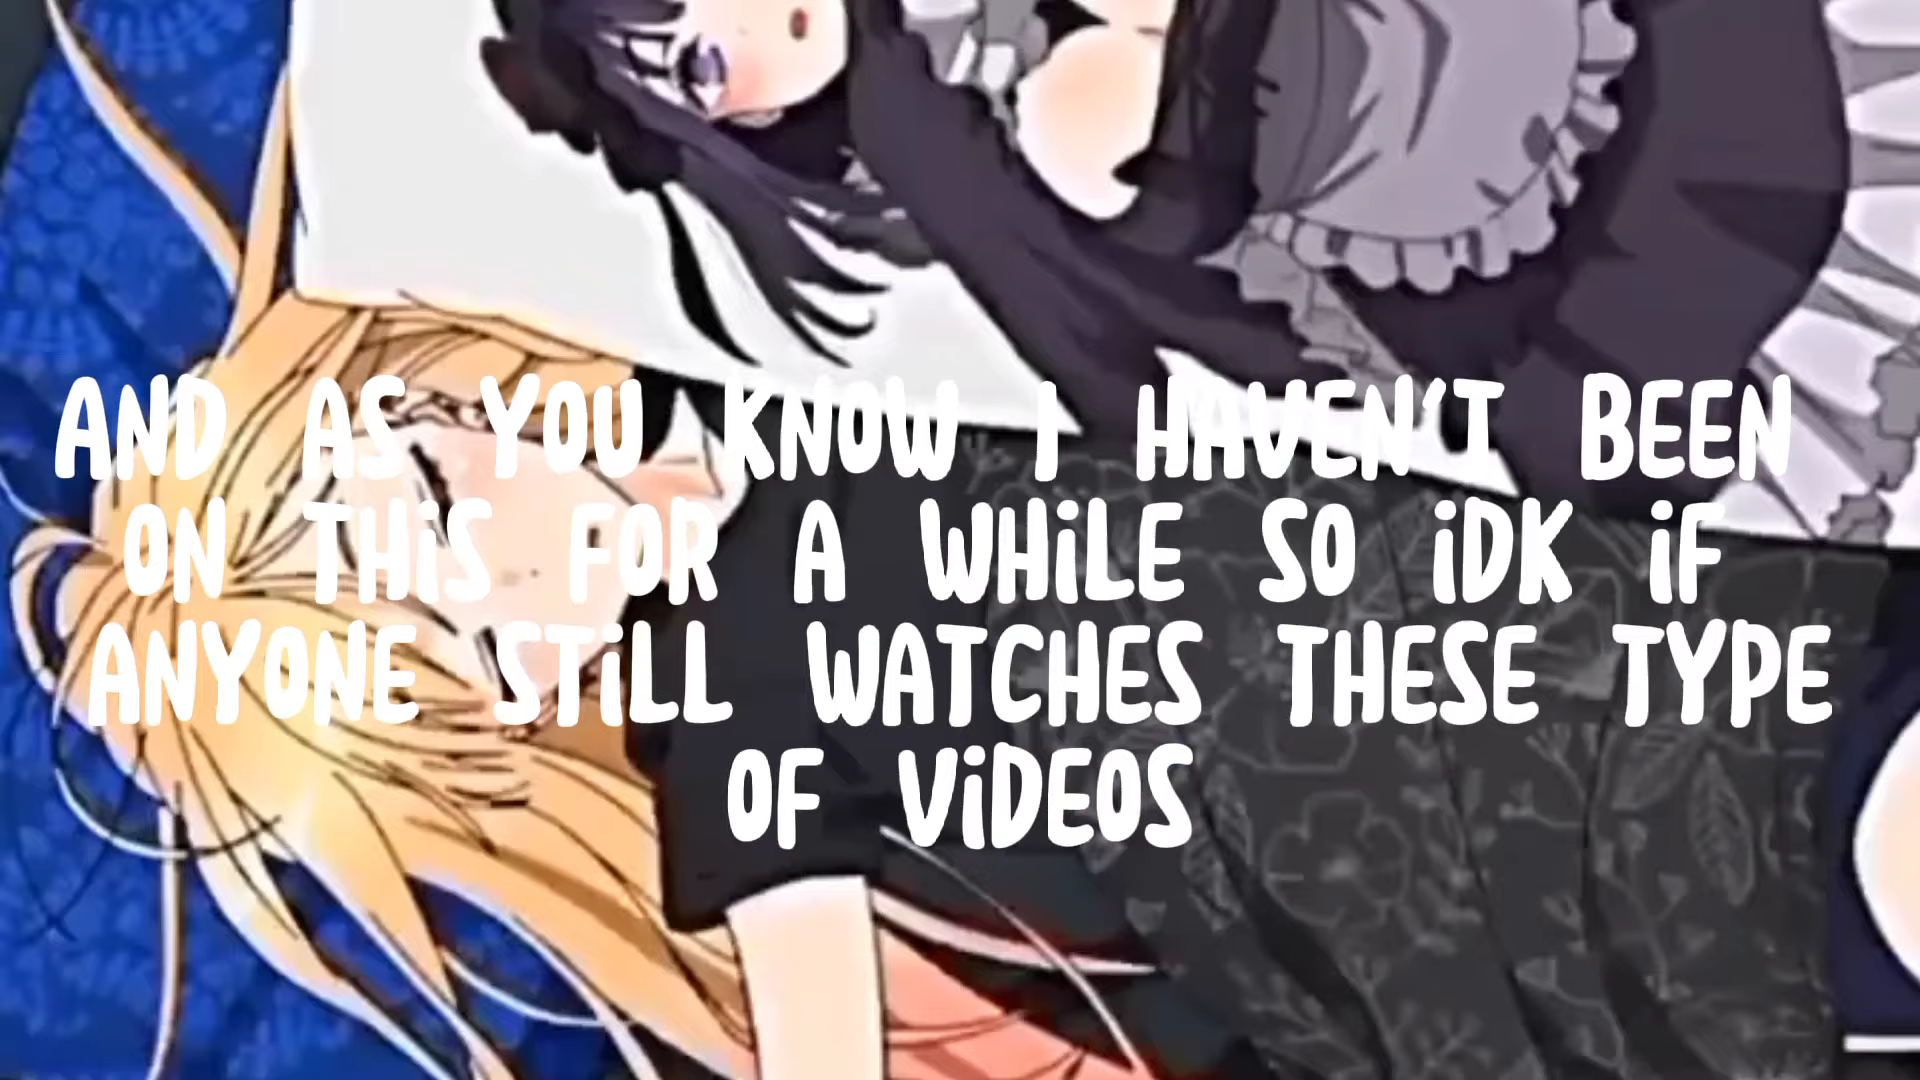 AND AS YOU KNOW I HAVEN'T BEEN
ON THiS FOR A WHiLE SO iDK iF
ANYONE STiLL WATCHES THESE TYPE
OF ViDEOS